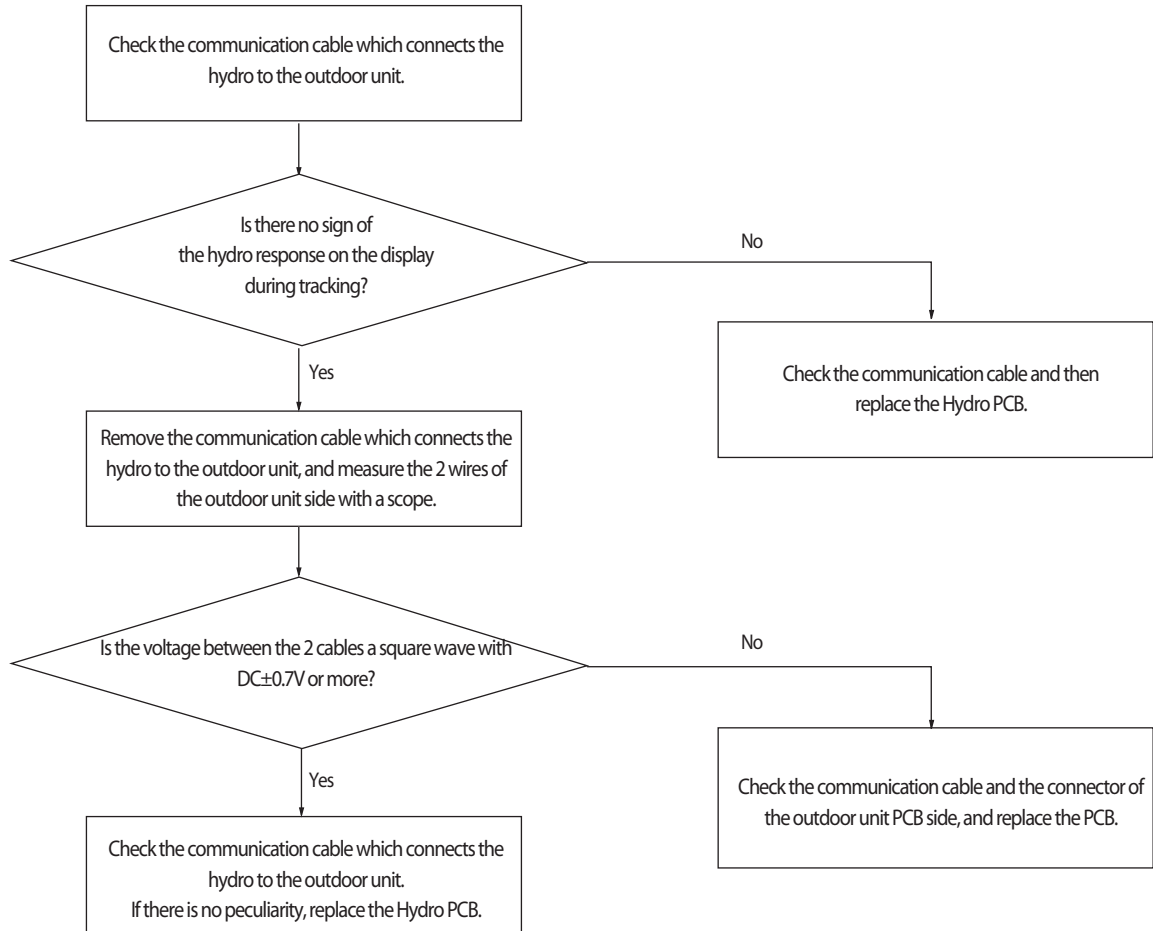 Check the communication cable which connects the
hydro to the outdoor unit.
Is there no sign of
the hydro response on the display
during tracking?
No
Check the communication cable and then
replace the Hydro PCB.
Yes
Remove the communication cable which connects the
hydro to the outdoor unit, and measure the 2 wires of
the outdoor unit side with a scope.
Is the voltage between the 2 cables a square wave with
DC±0.7V or more?
No
Check the communication cable and the connector of
the outdoor unit PCB side, and replace the PCB.
Yes
Check the communication cable which connects the
hydro to the outdoor unit.
If there is no peculiarity, replace the Hydro PCB.